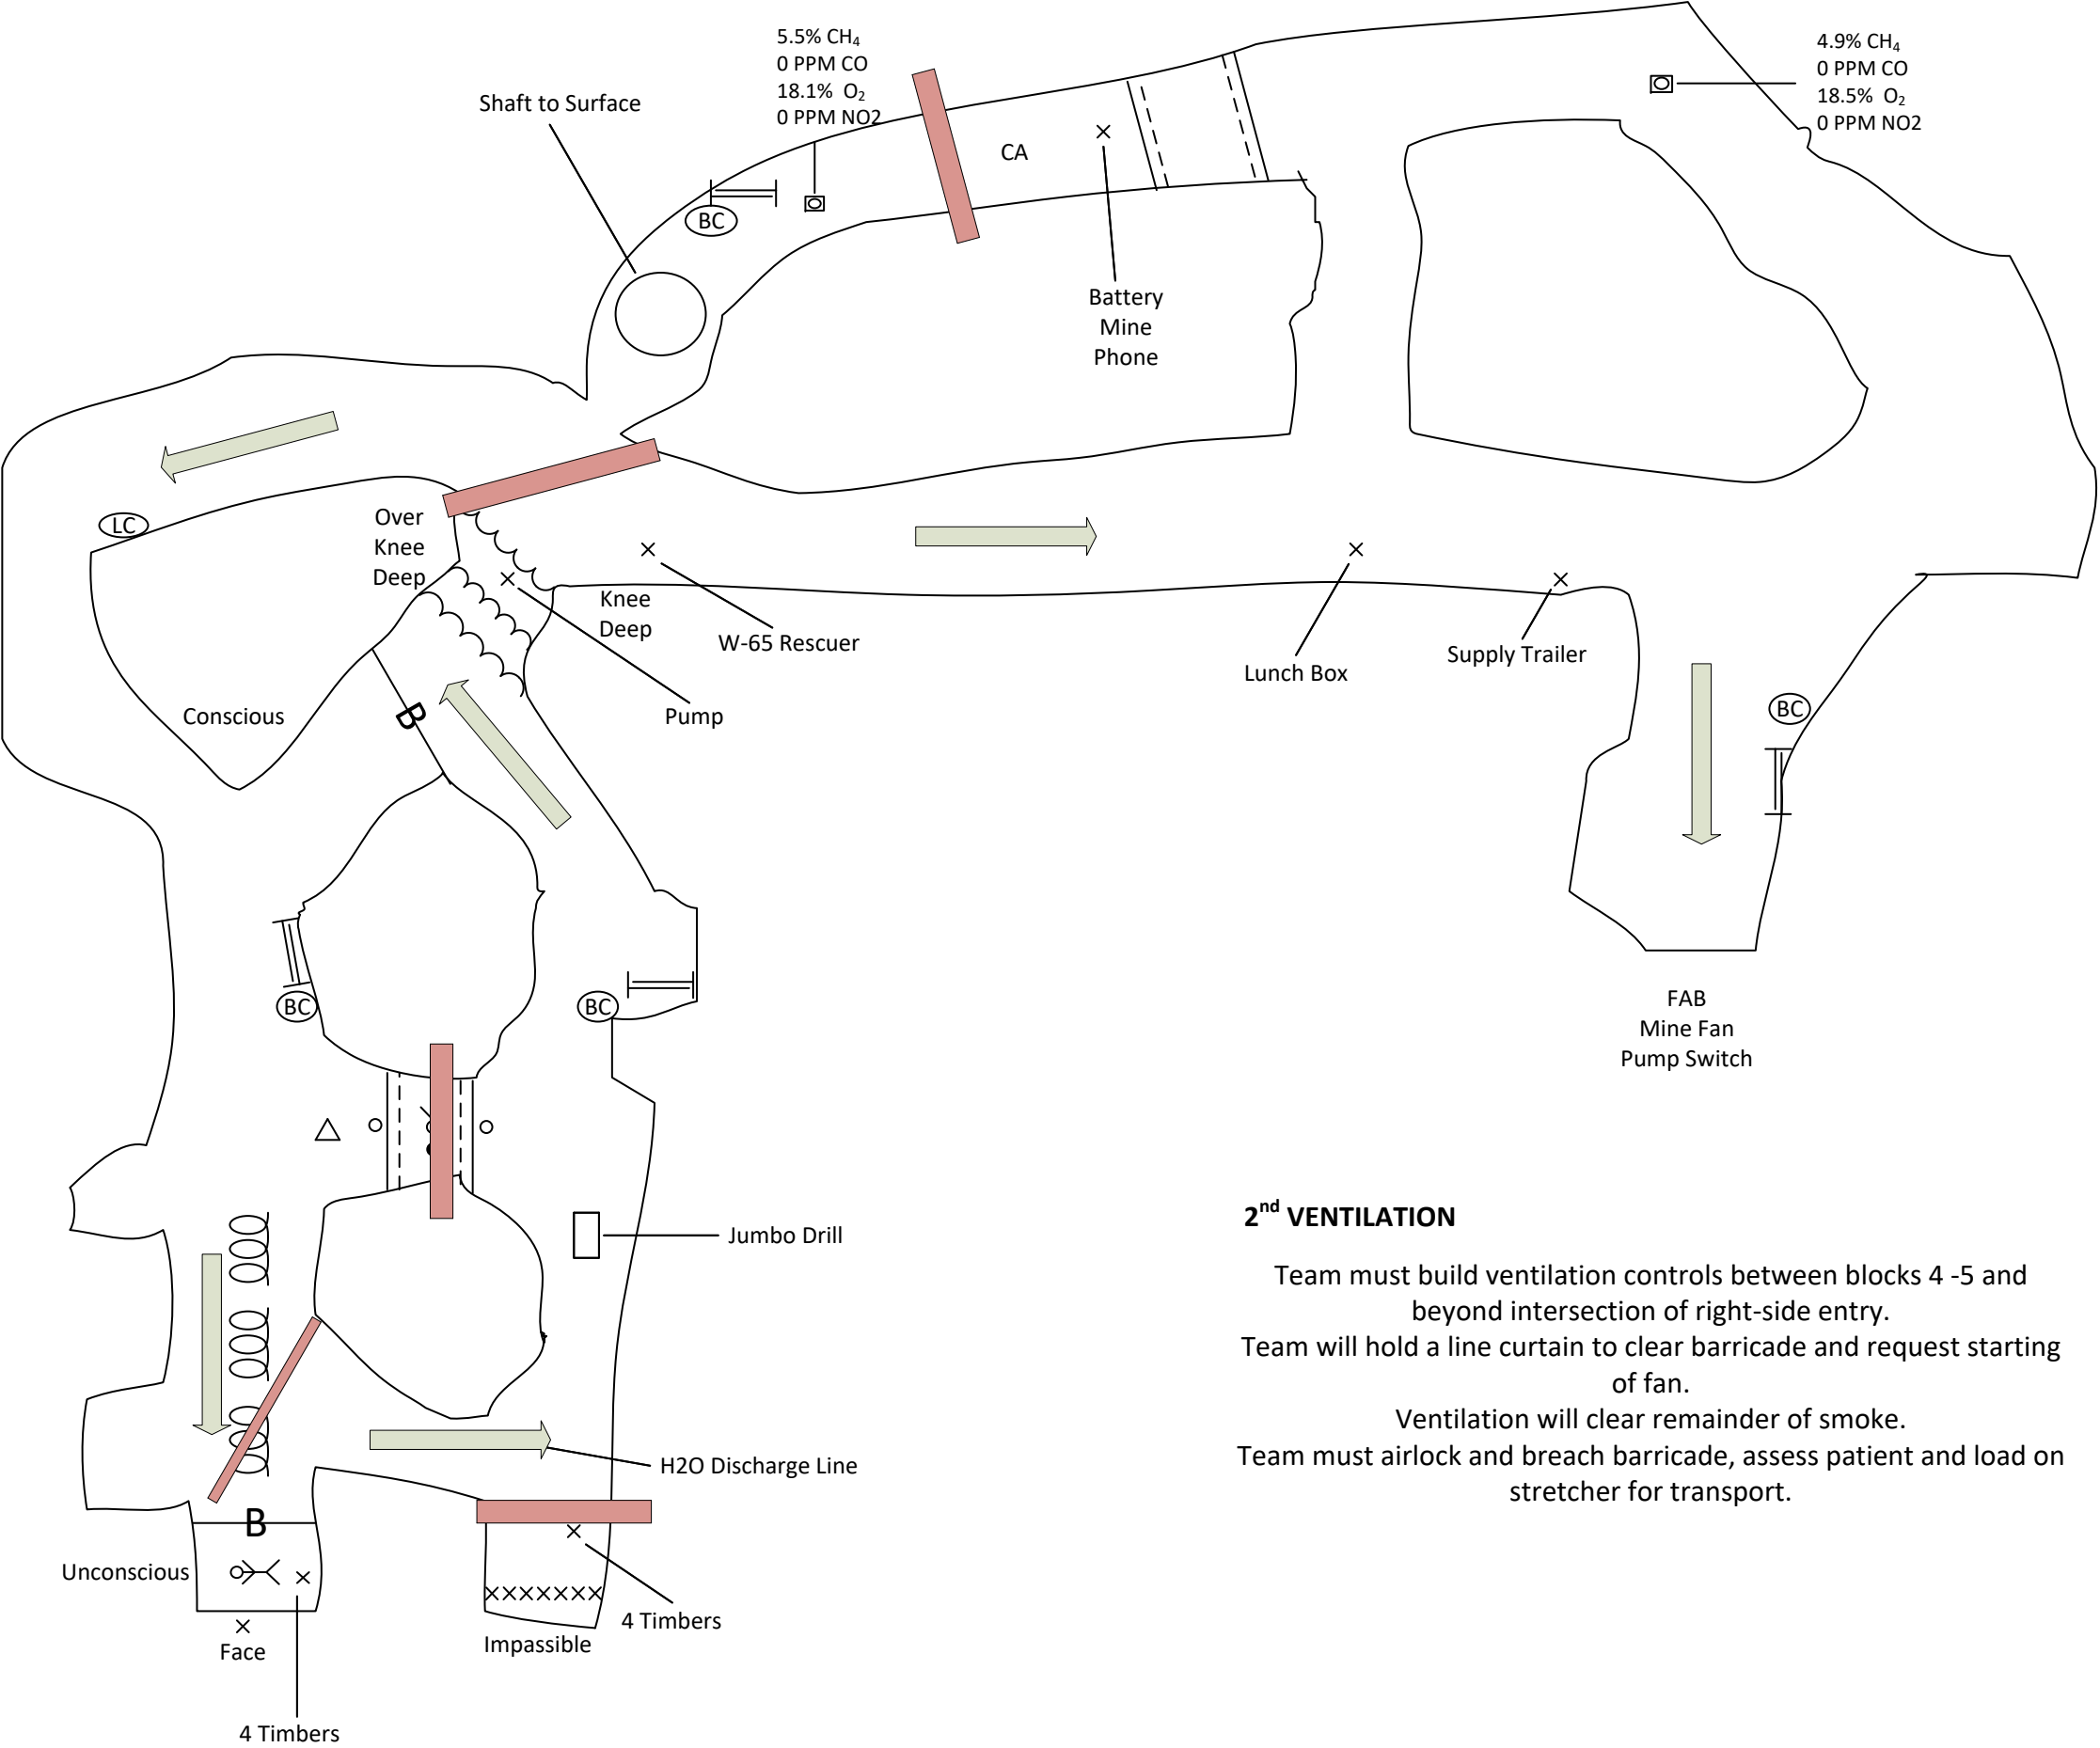 5.5% CH₄
0 PPM CO
18.1% O₂
0 PPM NO2
4.9% CH₄
0 PPM CO
18.5% O₂
0 PPM NO2
Shaft to Surface
CA
BC
Battery
Mine
Phone
LC
Over
Knee
Deep
Knee
Deep
W-65 Rescuer
Lunch Box
Supply Trailer
Conscious
B
Pump
BC
BC
BC
FAB
Mine Fan
Pump Switch
Jumbo Drill
2nd VENTILATION
Team must build ventilation controls between blocks 4 -5 and
beyond intersection of right-side entry.
Team will hold a line curtain to clear barricade and request starting
of fan.
Ventilation will clear remainder of smoke.
Team must airlock and breach barricade, assess patient and load on
stretcher for transport.
H2O Discharge Line
B
Unconscious
Face
4 Timbers
Impassible
4 Timbers